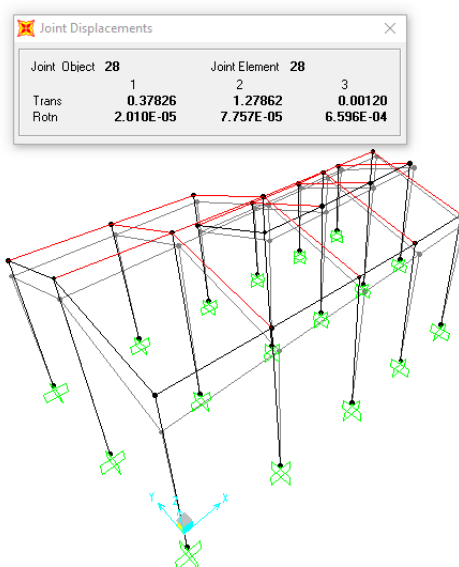 Joint Displacements
Joint Object 28 Joint Element 28
1 2 3
Trans 0.37826 1.27862 0.00120
Rotn 2.010E-05 7.757E-05 6.596E-04
Y Z X